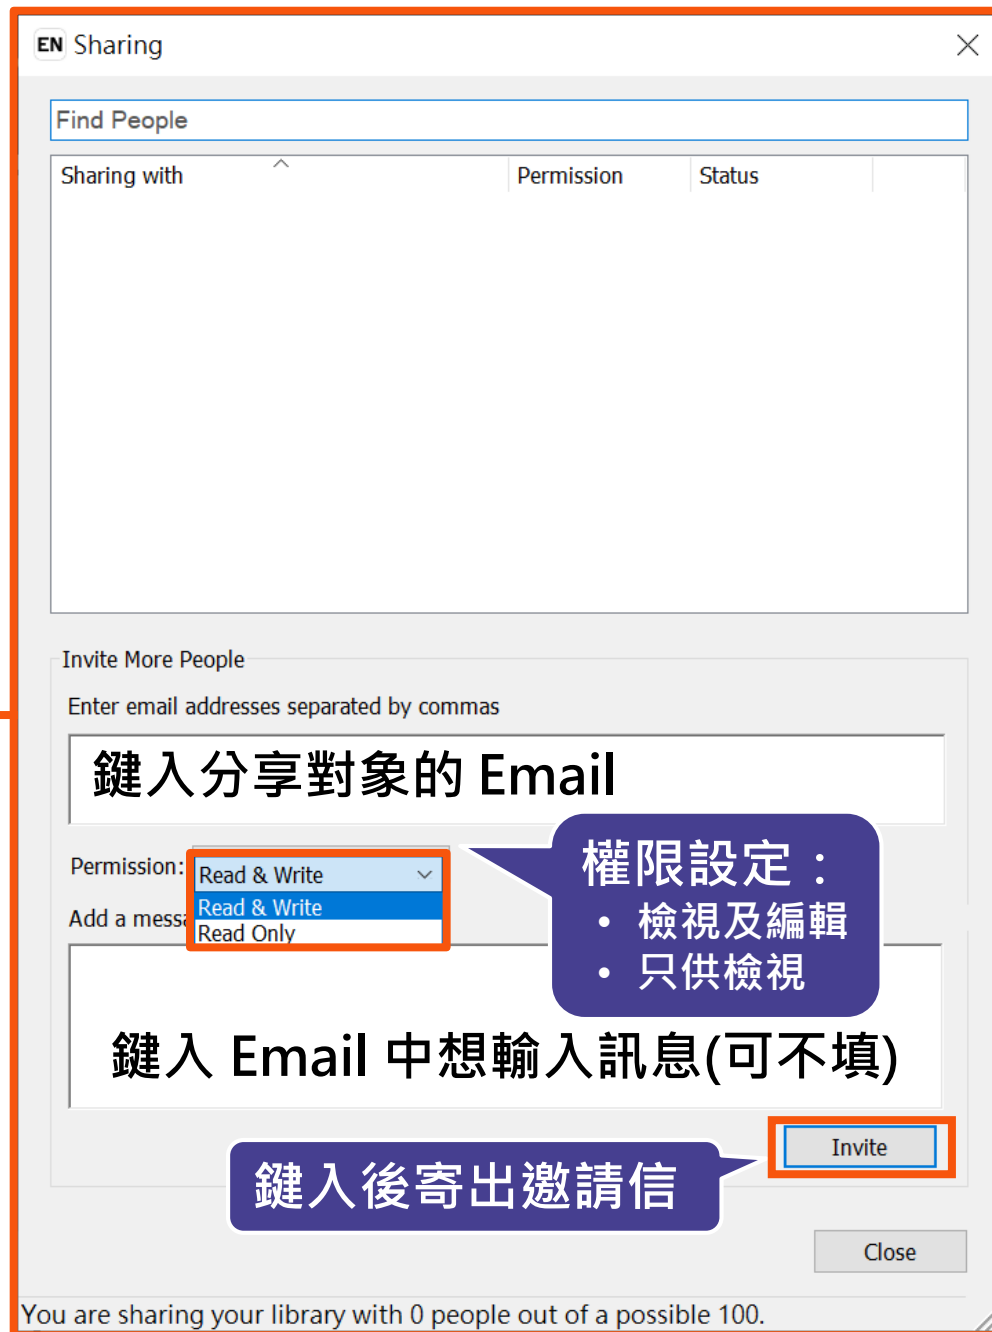 EN Sharing
Find People
Sharing with Permission Status
Invite More People
Enter email addresses separated by commas
鍵入分享對象的 Email
Permission: Read & Write
Read & Write
Read Only
權限設定：
• 檢視及編輯
• 只供檢視
Add a messa
鍵入 Email 中想輸入訊息(可不填)
Invite
鍵入後寄出邀請信
Close
You are sharing your library with 0 people out of a possible 100.